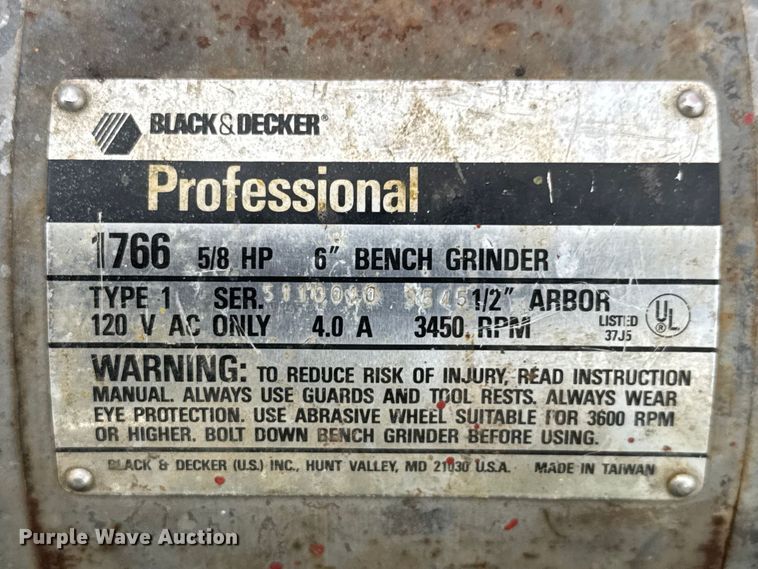 BLACK & DECKER®
Professional
1766 5/8 HP 6" BENCH GRINDER
TYPE 1 SER. 1/2" ARBOR
120 V AC ONLY 4.0 A 3450 RPM LISTED 37J5 UL ®
WARNING: TO REDUCE RISK OF INJURY, READ INSTRUCTION
MANUAL. ALWAYS USE GUARDS AND TOOL RESTS. ALWAYS WEAR
EYE PROTECTION. USE ABRASIVE WHEEL SUITABLE FOR 3600 RPM
OR HIGHER. BOLT DOWN BENCH GRINDER BEFORE USING.
BLACK & DECKER (U.S.) INC., HUNT VALLEY, MD 21030 U.S.A. MADE IN TAIWAN
Purple Wave Auction